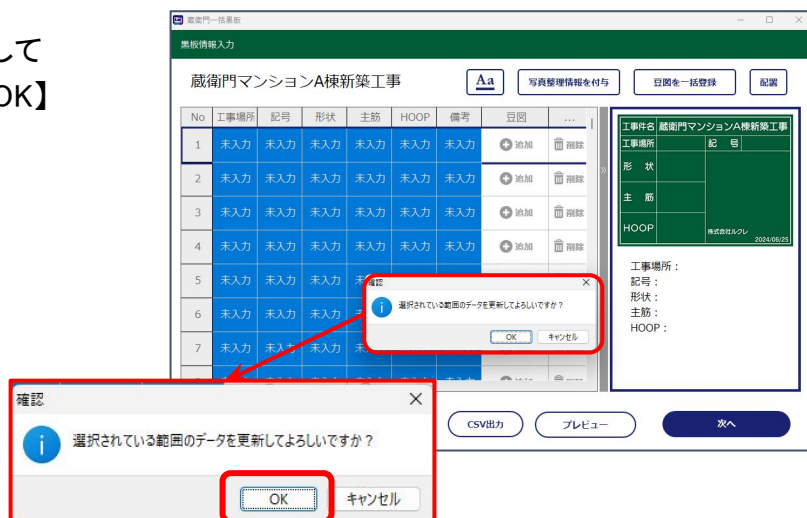 して
OK】
蔵衛門一括黒板
黒板情報入力
蔵衛門マンションA棟新築工事
Aa
写真整理情報を付与
豆図を一括登録
配置
No 工事場所 記号 形状 主筋 HOOP 備考 豆図 ...
1 未入力 未入力 未入力 未入力 未入力 未入力 追加 削除
2 未入力 未入力 未入力 未入力 未入力 未入力 追加 削除
3 未入力 未入力 未入力 未入力 未入力 未入力 追加 削除
4 未入力 未入力 未入力 未入力 未入力 未入力 追加 削除
5 未入力 未入力 未入力
6 未入力 未入力 未入力
7 未入力 未入力 未入力
確認
選択されている範囲のデータを更新してよろしいですか？
OK キャンセル
工事件名 蔵衛門マンションA棟新築工事
工事場所 記 号
形 状
主 筋
HOOP
株式会社ルクレ
2024/06/25
工事場所：
記号：
形状：
主筋：
HOOP：
CSV出力
プレビュー
次へ
確認
選択されている範囲のデータを更新してよろしいですか？
OK キャンセル